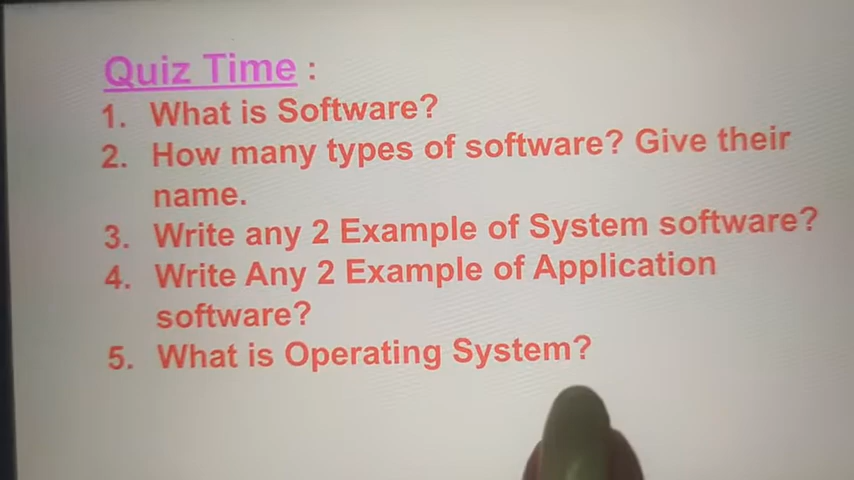 Quiz Time :
1. What is Software?
2. How many types of software? Give their
name.
3. Write any 2 Example of System software?
4. Write Any 2 Example of Application
software?
5. What is Operating System?